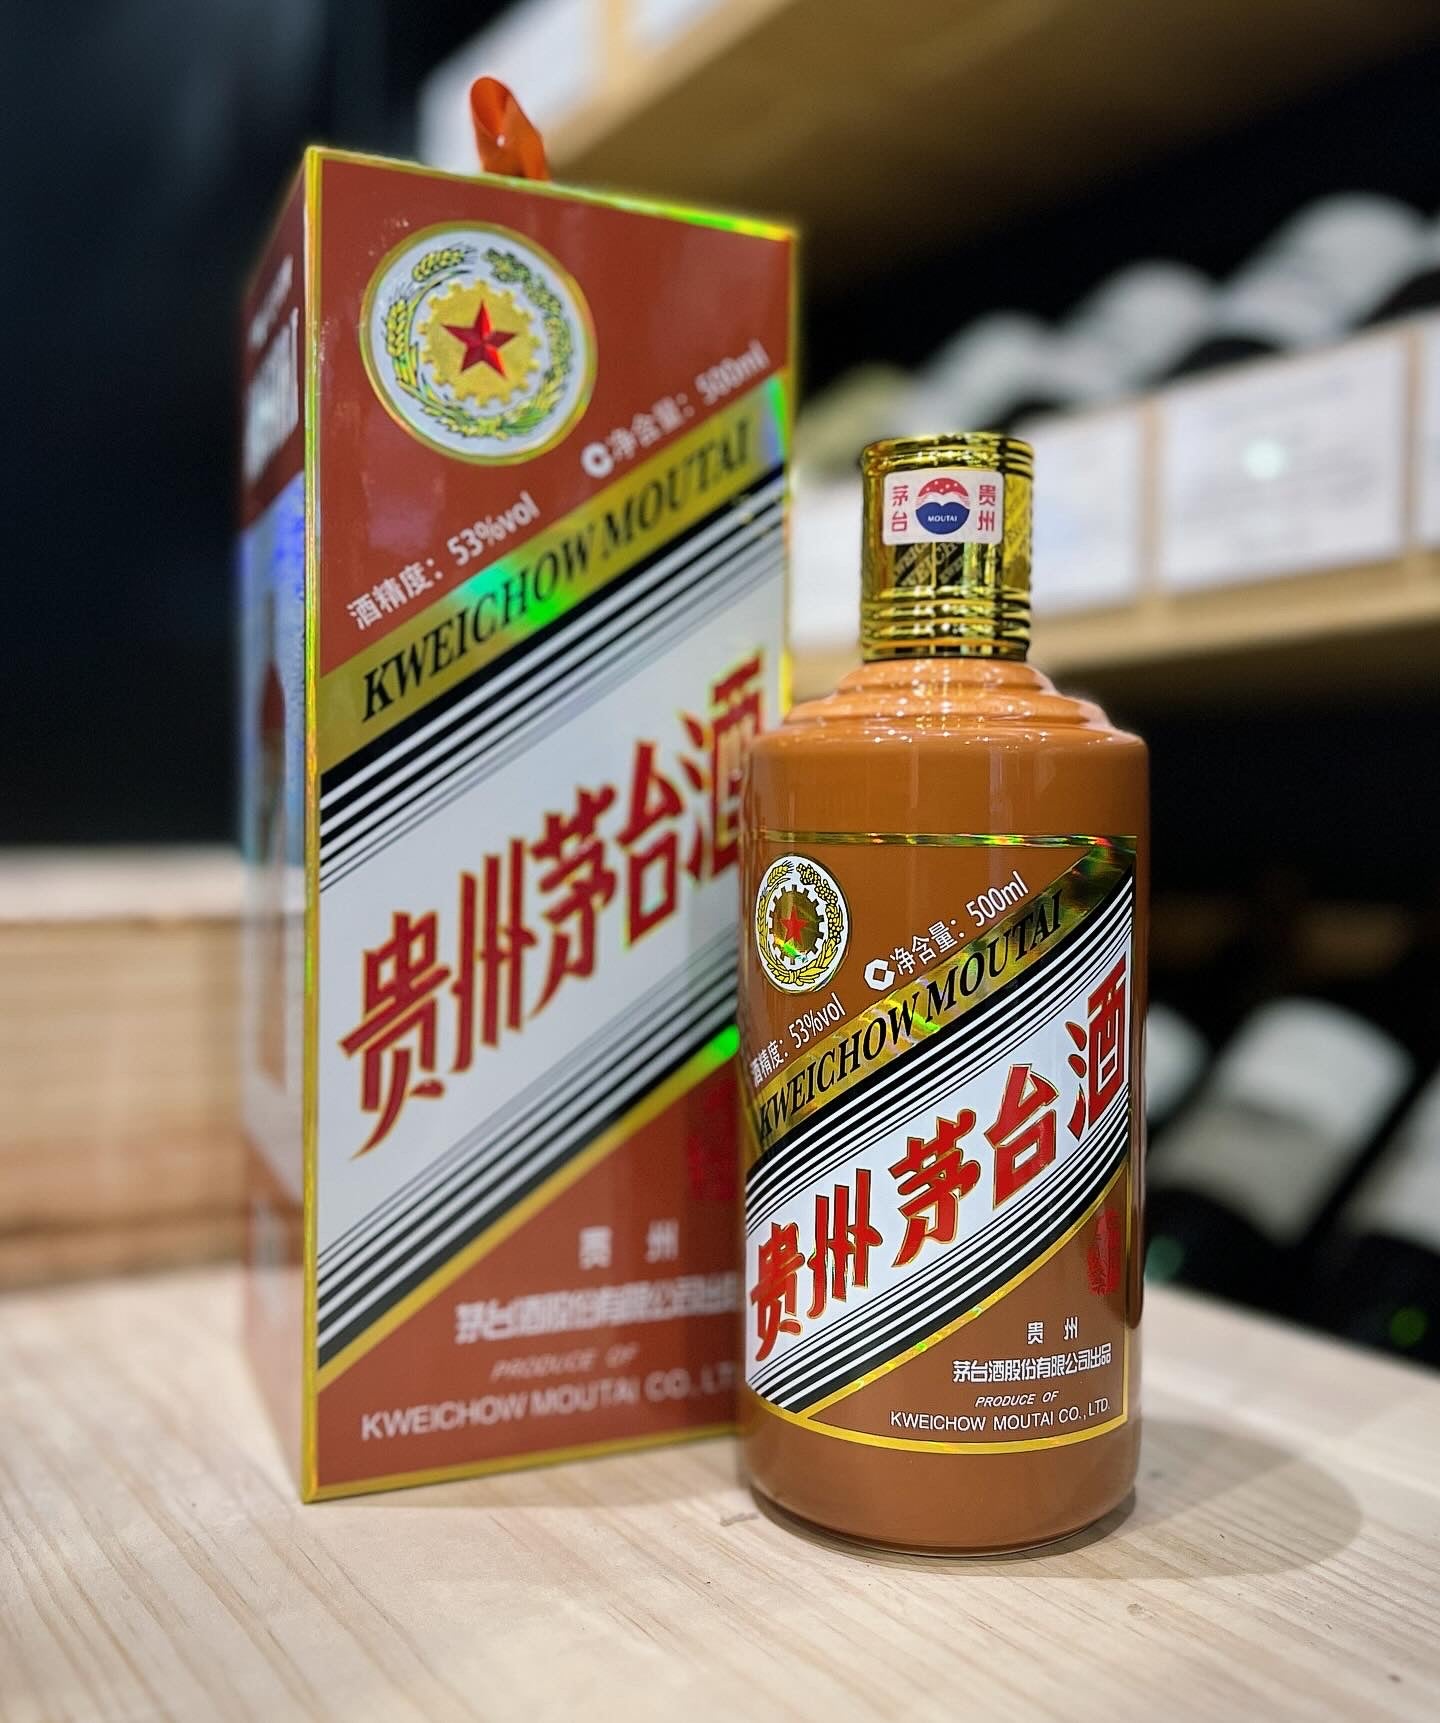 净含量：500ml
酒精度：53%vol
KWEICHOW MOUTAI
贵州茅台酒
贵 州
茅台酒股份有限公司出品
PRODUCE OF
KWEICHOW MOUTAI CO., LT
茅台
MOUTAI
贵州
净含量：500ml
酒精度：53%vol
KWEICHOW MOUTAI
贵州茅台酒
贵 州
茅台酒股份有限公司出品
PRODUCE OF
KWEICHOW MOUTAI CO., LTD.